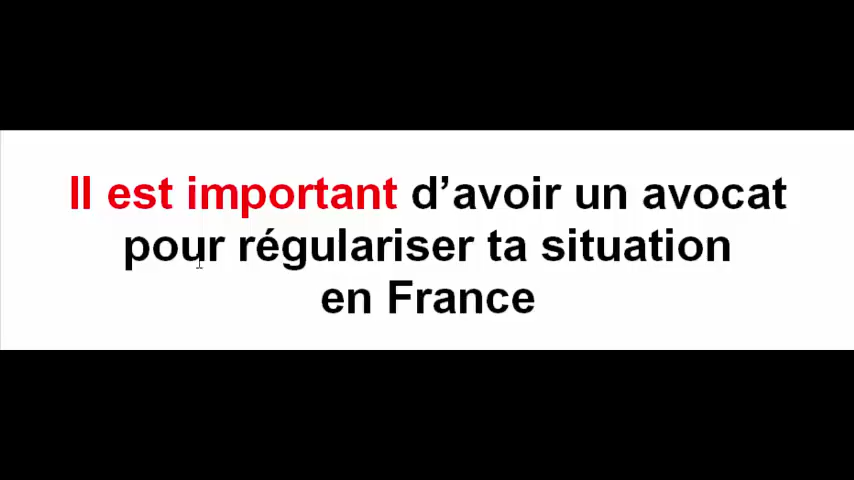 Il est important d’avoir un avocat
pour régulariser ta situation
en France